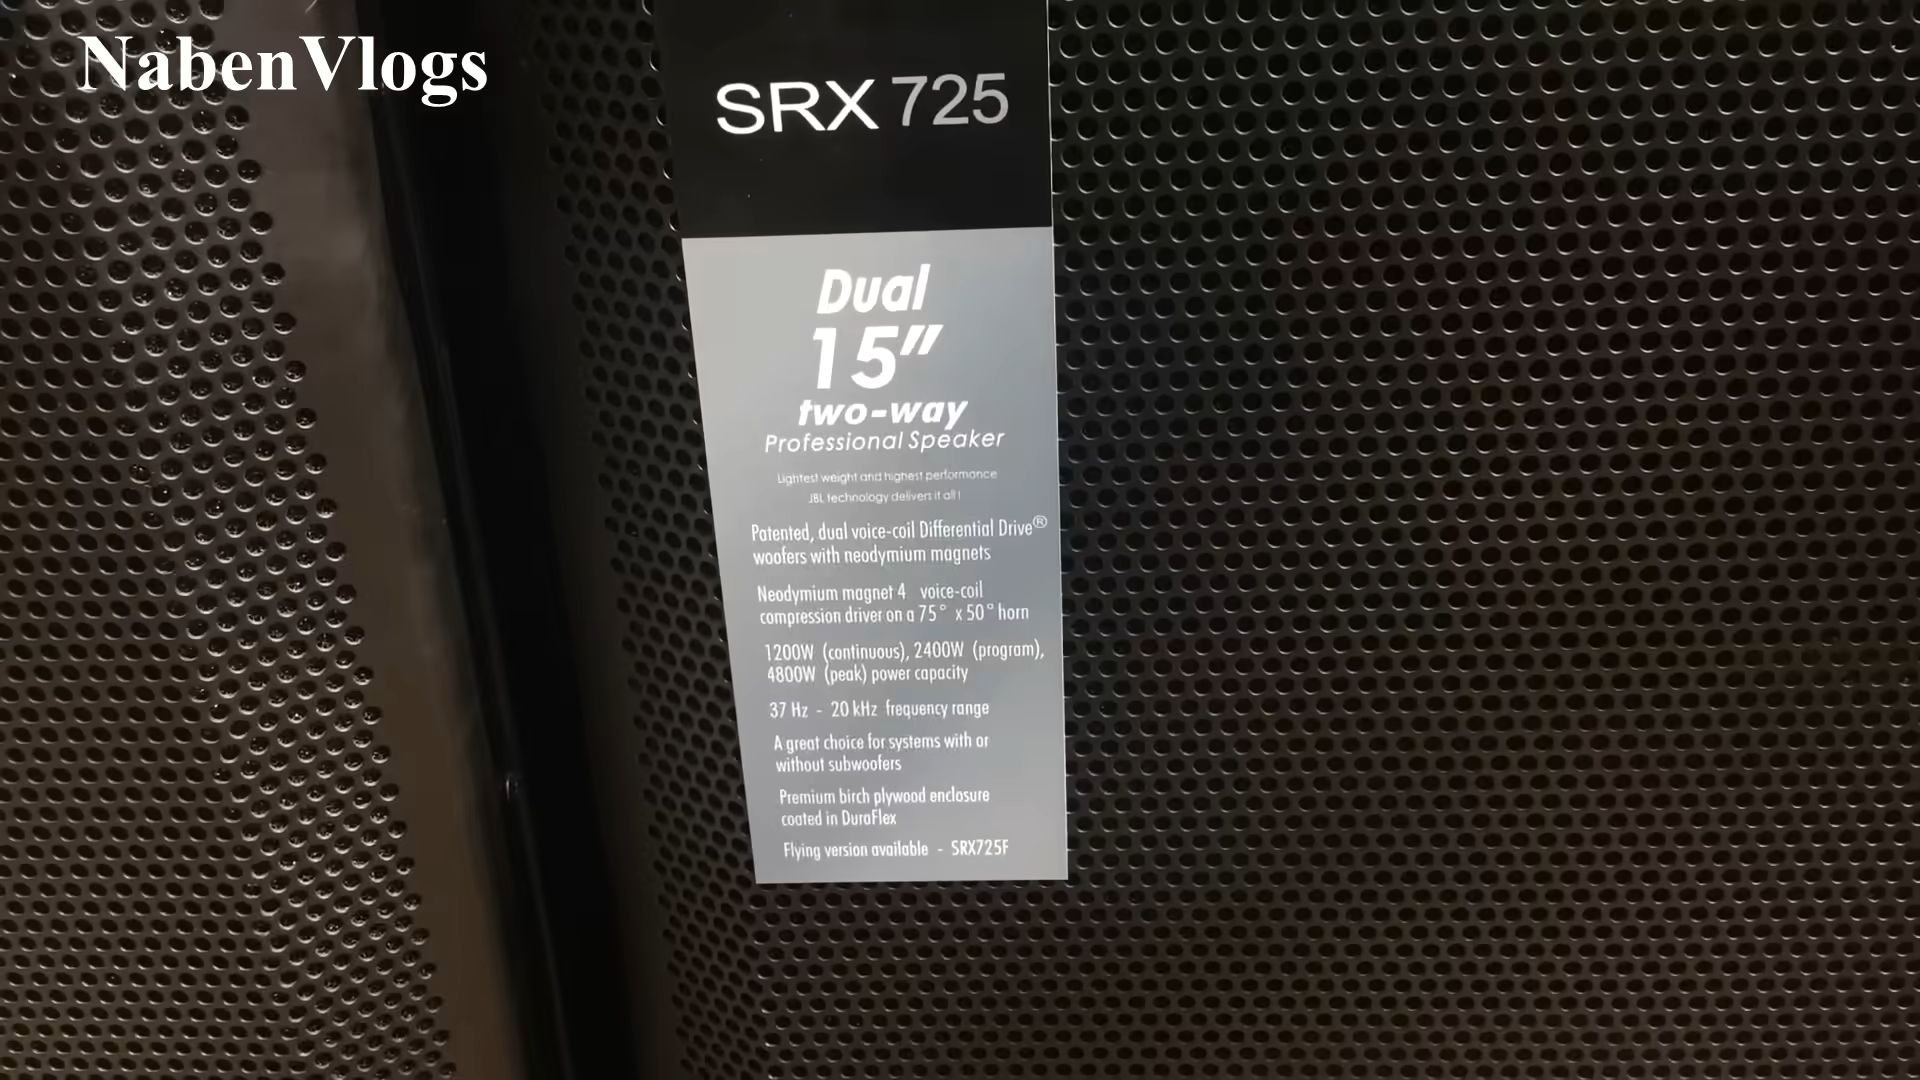 NabenVlogs
SRX 725
Dual
15"
two-way
Professional Speaker
Lightest weight and highest performance
JBL technology delivers it all !
Patented, dual voice-coil Differential Drive®
woofers with neodymium magnets
Neodymium magnet 4 voice-coil
compression driver on a 75° x 50° horn
1200W (continuous), 2400W (program),
4800W (peak) power capacity
37 Hz - 20 kHz frequency range
A great choice for systems with or
without subwoofers
Premium birch plywood enclosure
coated in DuraFlex
Flying version available - SRX725F